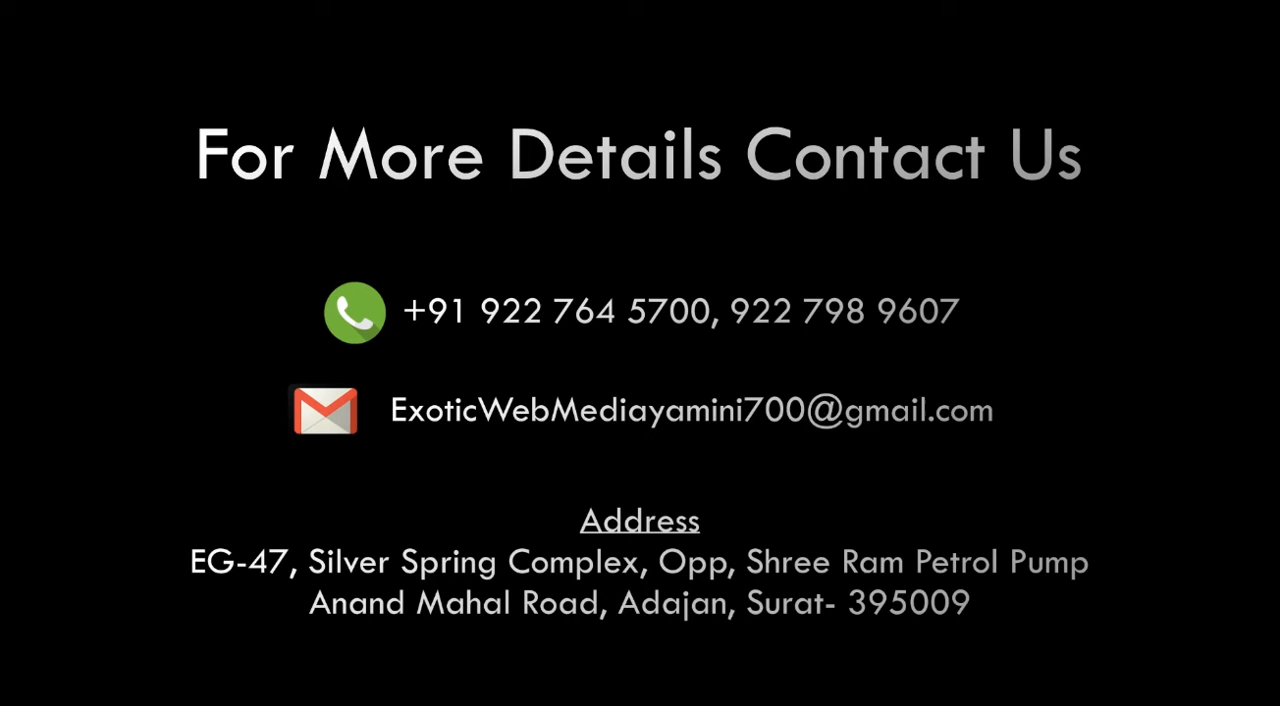 For More Details Contact Us
+91 922 764 5700, 922 798 9607
ExoticWebMediayamini700@gmail.com
Address
EG-47, Silver Spring Complex, Opp, Shree Ram Petrol Pump
Anand Mahal Road, Adajan, Surat- 395009